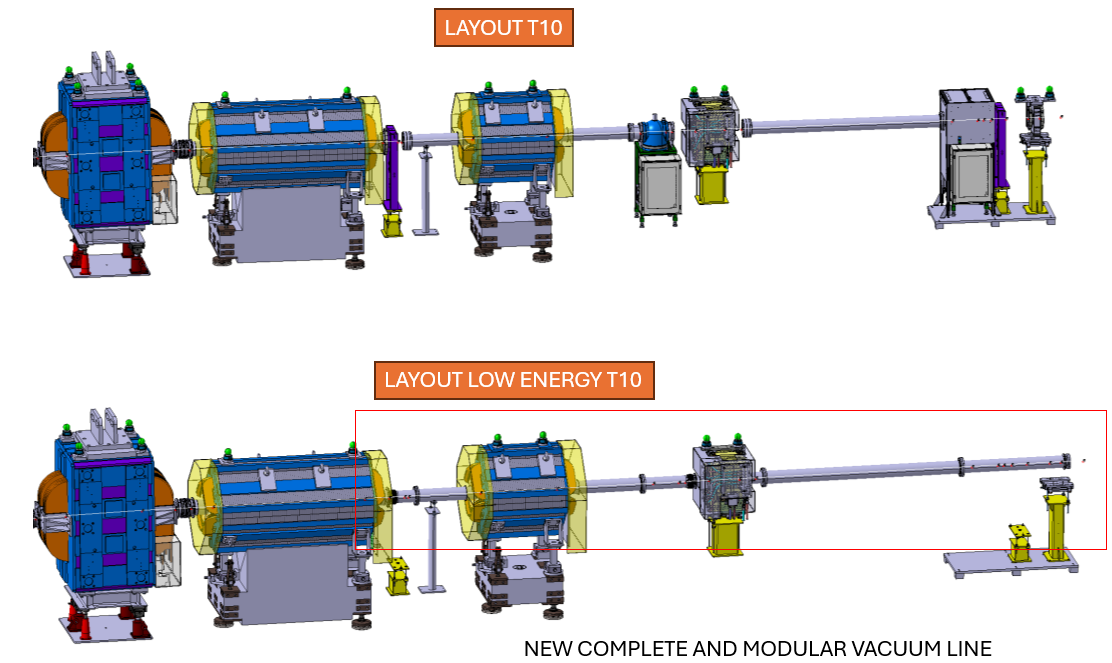 LAYOUT T10
LAYOUT LOW ENERGY T10
NEW COMPLETE AND MODULAR VACUUM LINE